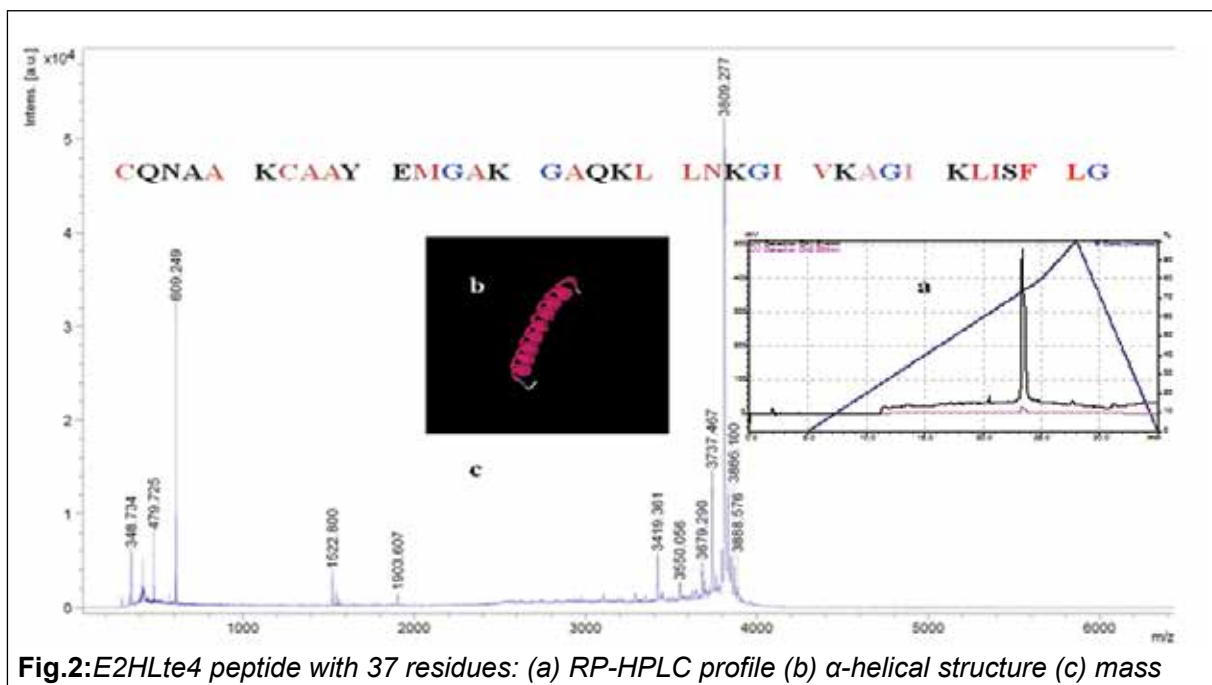 Intens. [a.u.]
x10⁴
5
4
3
2
1
0
CQNAA KCAAY EMGAK GAQKL LNKGI VKAGI KLISF LG
348.734
479.725
609.249
1522.800
1903.607
3419.361
3550.056
3679.290
3737.467
3809.277
3888.576
b
a
c
1000
2000
3000
4000
5000
6000
m/z
Fig.2:E2HLte4 peptide with 37 residues: (a) RP-HPLC profile (b) α-helical structure (c) mass